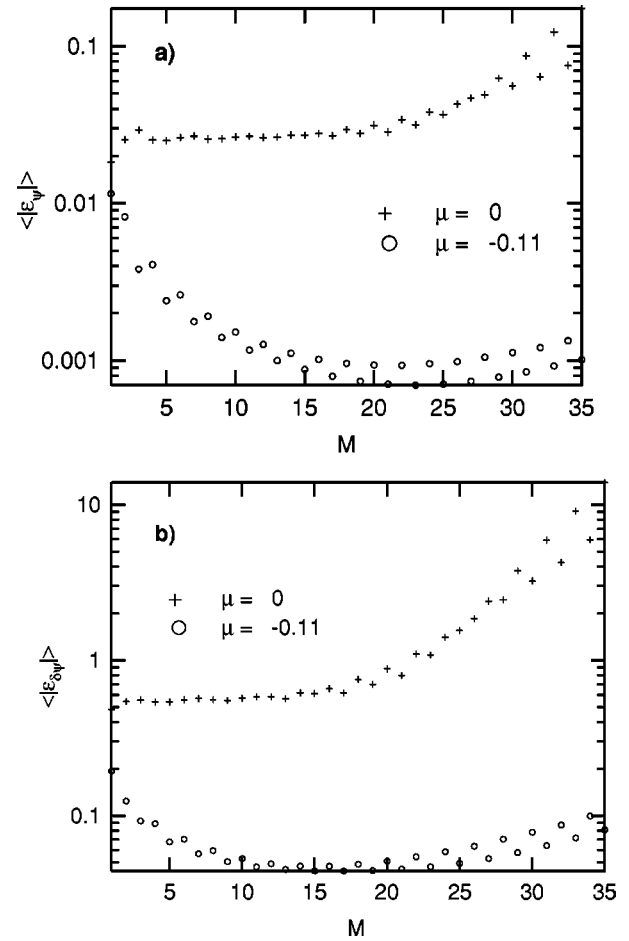 0.1
a)
0.01
0.001
<|ε_ψ|>
+ μ = 0
○ μ = -0.11
5 10 15 20 25 30 35
M
10
b)
+ μ = 0
○ μ = -0.11
1
<|ε_δψ|>
0.1
5 10 15 20 25 30 35
M